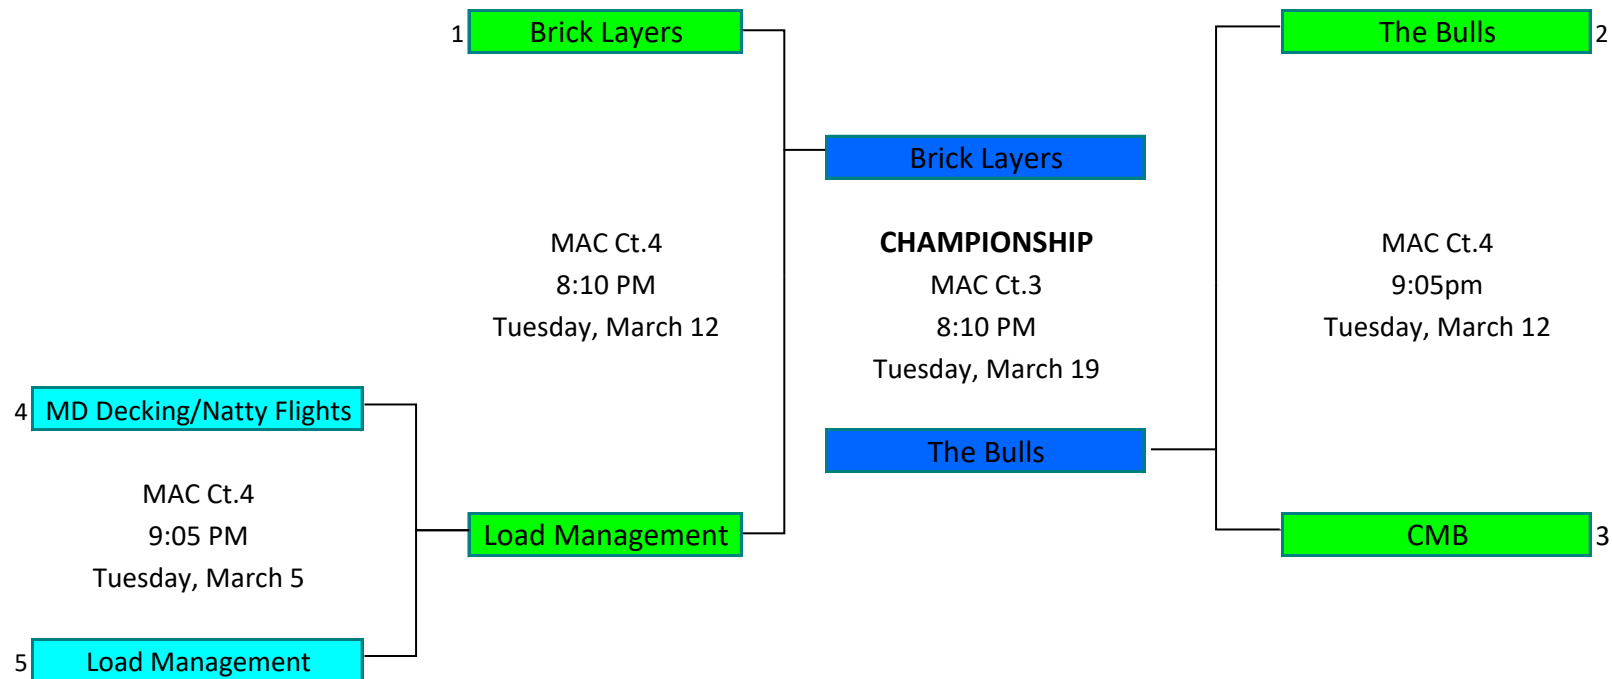 1 Brick Layers
The Bulls 2
Brick Layers
MAC Ct.4
8:10 PM
Tuesday, March 12
CHAMPIONSHIP
MAC Ct.3
8:10 PM
Tuesday, March 19
MAC Ct.4
9:05pm
Tuesday, March 12
4 MD Decking/Natty Flights
The Bulls
MAC Ct.4
9:05 PM
Tuesday, March 5
Load Management
CMB 3
5 Load Management